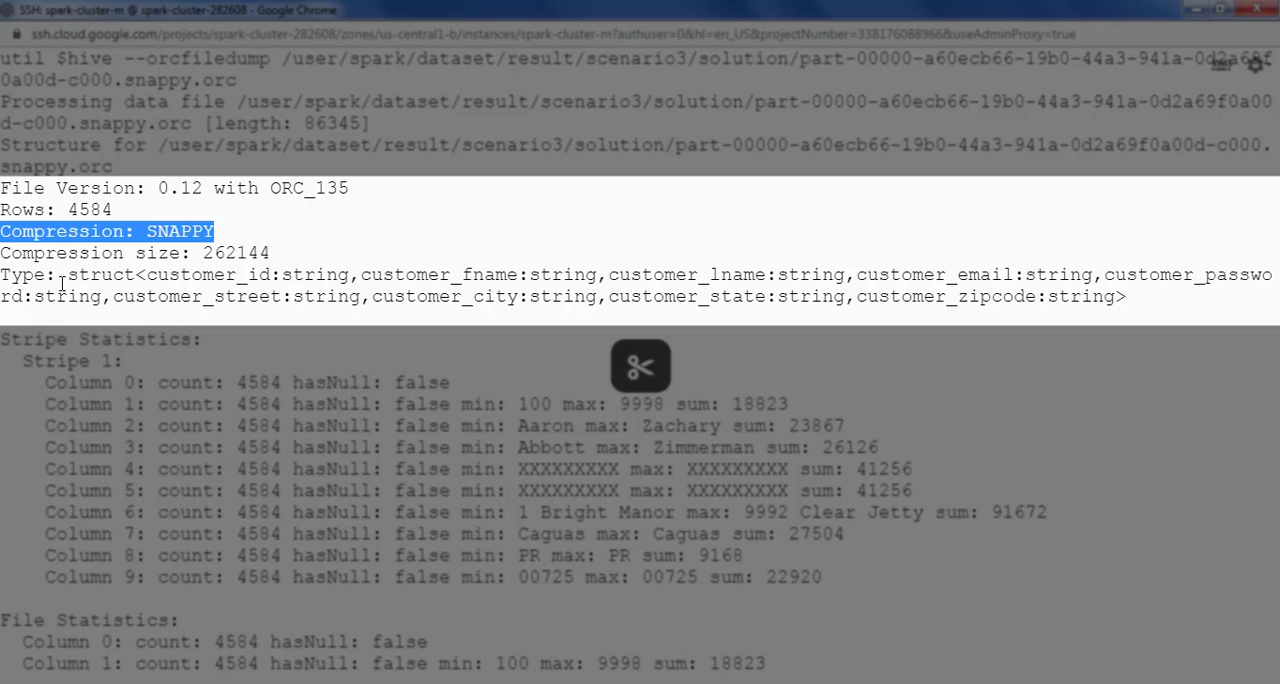 SSH: spark-cluster-m @ spark-cluster-282608 - Google Chrome
ssh.cloud.google.com/projects/spark-cluster-282608/zones/us-central1-b/instances/spark-cluster-m?authuser=0&hl=en_US&projectNumber=338176088966&useAdminProxy=true
util $hive --orcfiledump /user/spark/dataset/result/scenario3/solution/part-00000-a60ecb66-19b0-44a3-941a-0d2a69f
0a00d-c000.snappy.orc
Processing data file /user/spark/dataset/result/scenario3/solution/part-00000-a60ecb66-19b0-44a3-941a-0d2a69f0a00
d-c000.snappy.orc [length: 86345]
Structure for /user/spark/dataset/result/scenario3/solution/part-00000-a60ecb66-19b0-44a3-941a-0d2a69f0a00d-c000.
snappy.orc
File Version: 0.12 with ORC_135
Rows: 4584
Compression: SNAPPY
Compression size: 262144
Type: struct<customer_id:string,customer_fname:string,customer_lname:string,customer_email:string,customer_passwo
rd:string,customer_street:string,customer_city:string,customer_state:string,customer_zipcode:string>
Stripe Statistics:
Stripe 1:
Column 0: count: 4584 hasNull: false
Column 1: count: 4584 hasNull: false min: 100 max: 9998 sum: 18823
Column 2: count: 4584 hasNull: false min: Aaron max: Zachary sum: 23867
Column 3: count: 4584 hasNull: false min: Abbott max: Zimmerman sum: 26126
Column 4: count: 4584 hasNull: false min: XXXXXXXXX max: XXXXXXXXX sum: 41256
Column 5: count: 4584 hasNull: false min: XXXXXXXXX max: XXXXXXXXX sum: 41256
Column 6: count: 4584 hasNull: false min: 1 Bright Manor max: 9992 Clear Jetty sum: 91672
Column 7: count: 4584 hasNull: false min: Caguas max: Caguas sum: 27504
Column 8: count: 4584 hasNull: false min: PR max: PR sum: 9168
Column 9: count: 4584 hasNull: false min: 00725 max: 00725 sum: 22920
File Statistics:
Column 0: count: 4584 hasNull: false
Column 1: count: 4584 hasNull: false min: 100 max: 9998 sum: 18823